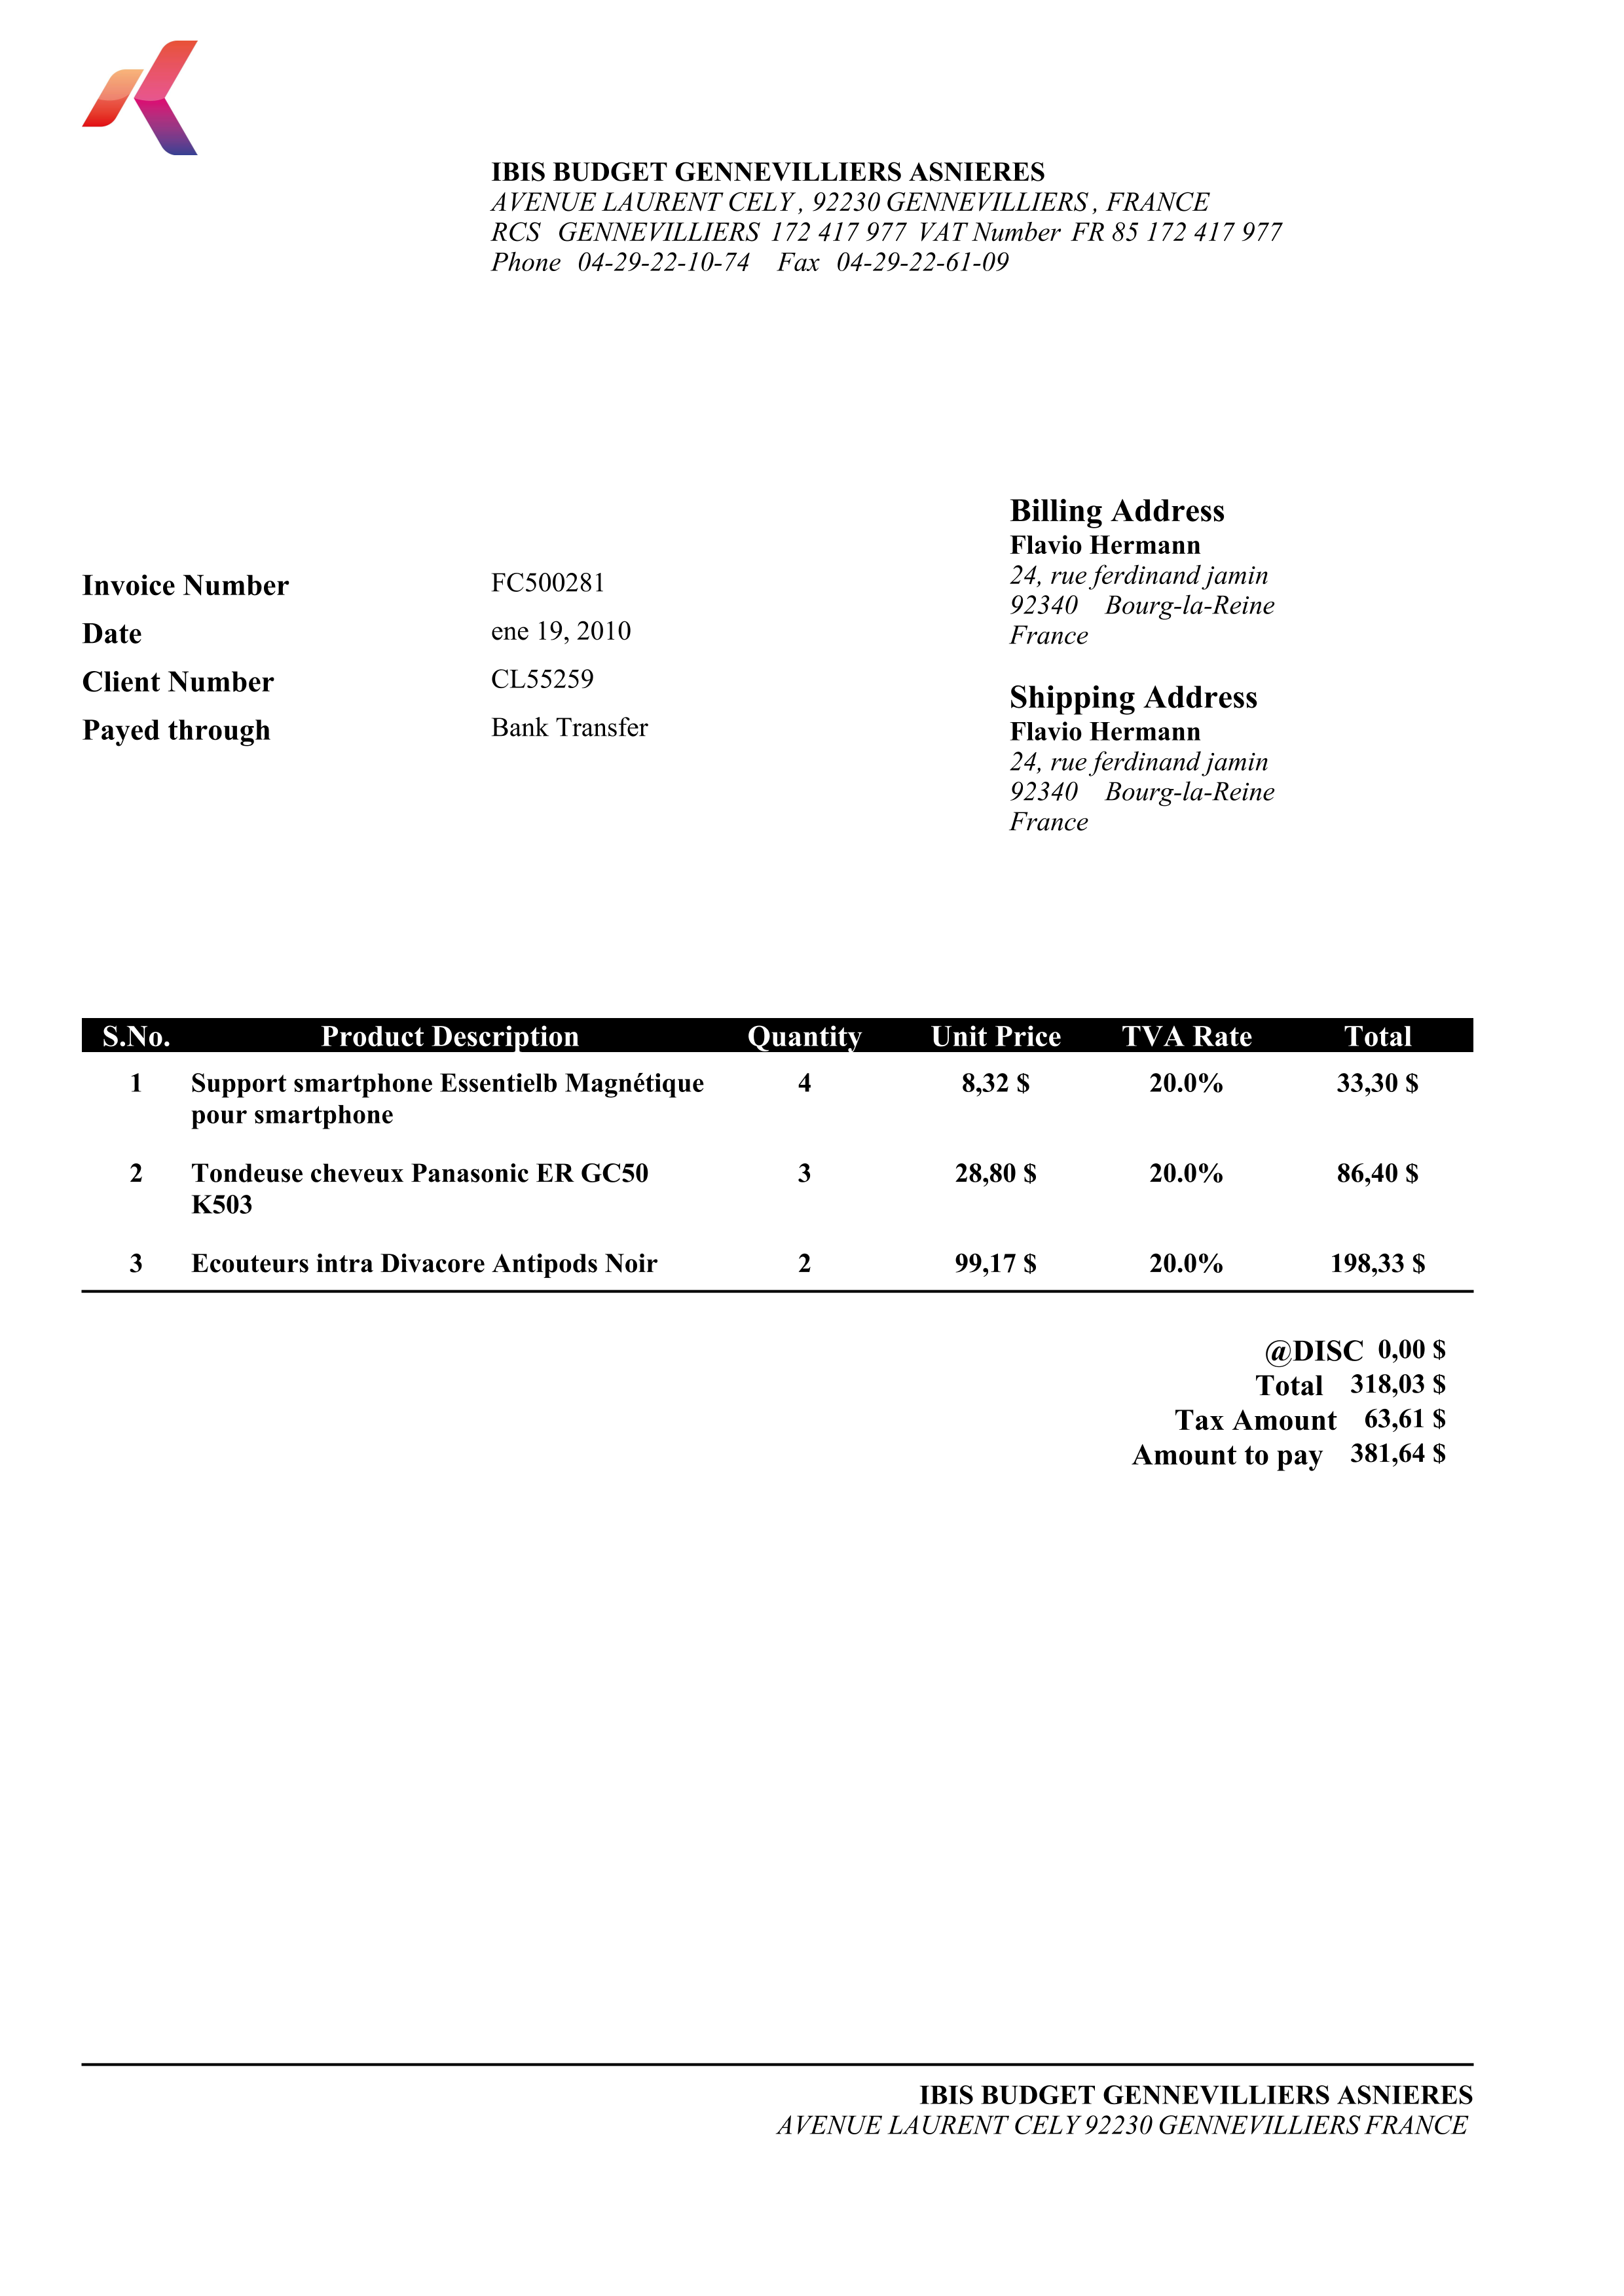 IBIS BUDGET GENNEVILLIERS ASNIERES
AVENUE LAURENT CELY , 92230 GENNEVILLIERS , FRANCE
RCS GENNEVILLIERS 172 417 977 VAT Number FR 85 172 417 977
Phone 04-29-22-10-74 Fax 04-29-22-61-09
Invoice Number FC500281
Date ene 19, 2010
Client Number CL55259
Payed through Bank Transfer
Billing Address
Flavio Hermann
24, rue ferdinand jamin
92340 Bourg-la-Reine
France
Shipping Address
Flavio Hermann
24, rue ferdinand jamin
92340 Bourg-la-Reine
France
S.No. Product Description Quantity Unit Price TVA Rate Total
1 Support smartphone Essentielb Magnétique 4 8,32 $ 20.0% 33,30 $
pour smartphone
2 Tondeuse cheveux Panasonic ER GC50 3 28,80 $ 20.0% 86,40 $
K503
3 Ecouteurs intra Divacore Antipods Noir 2 99,17 $ 20.0% 198,33 $
@DISC 0,00 $
Total 318,03 $
Tax Amount 63,61 $
Amount to pay 381,64 $
IBIS BUDGET GENNEVILLIERS ASNIERES
AVENUE LAURENT CELY 92230 GENNEVILLIERS FRANCE